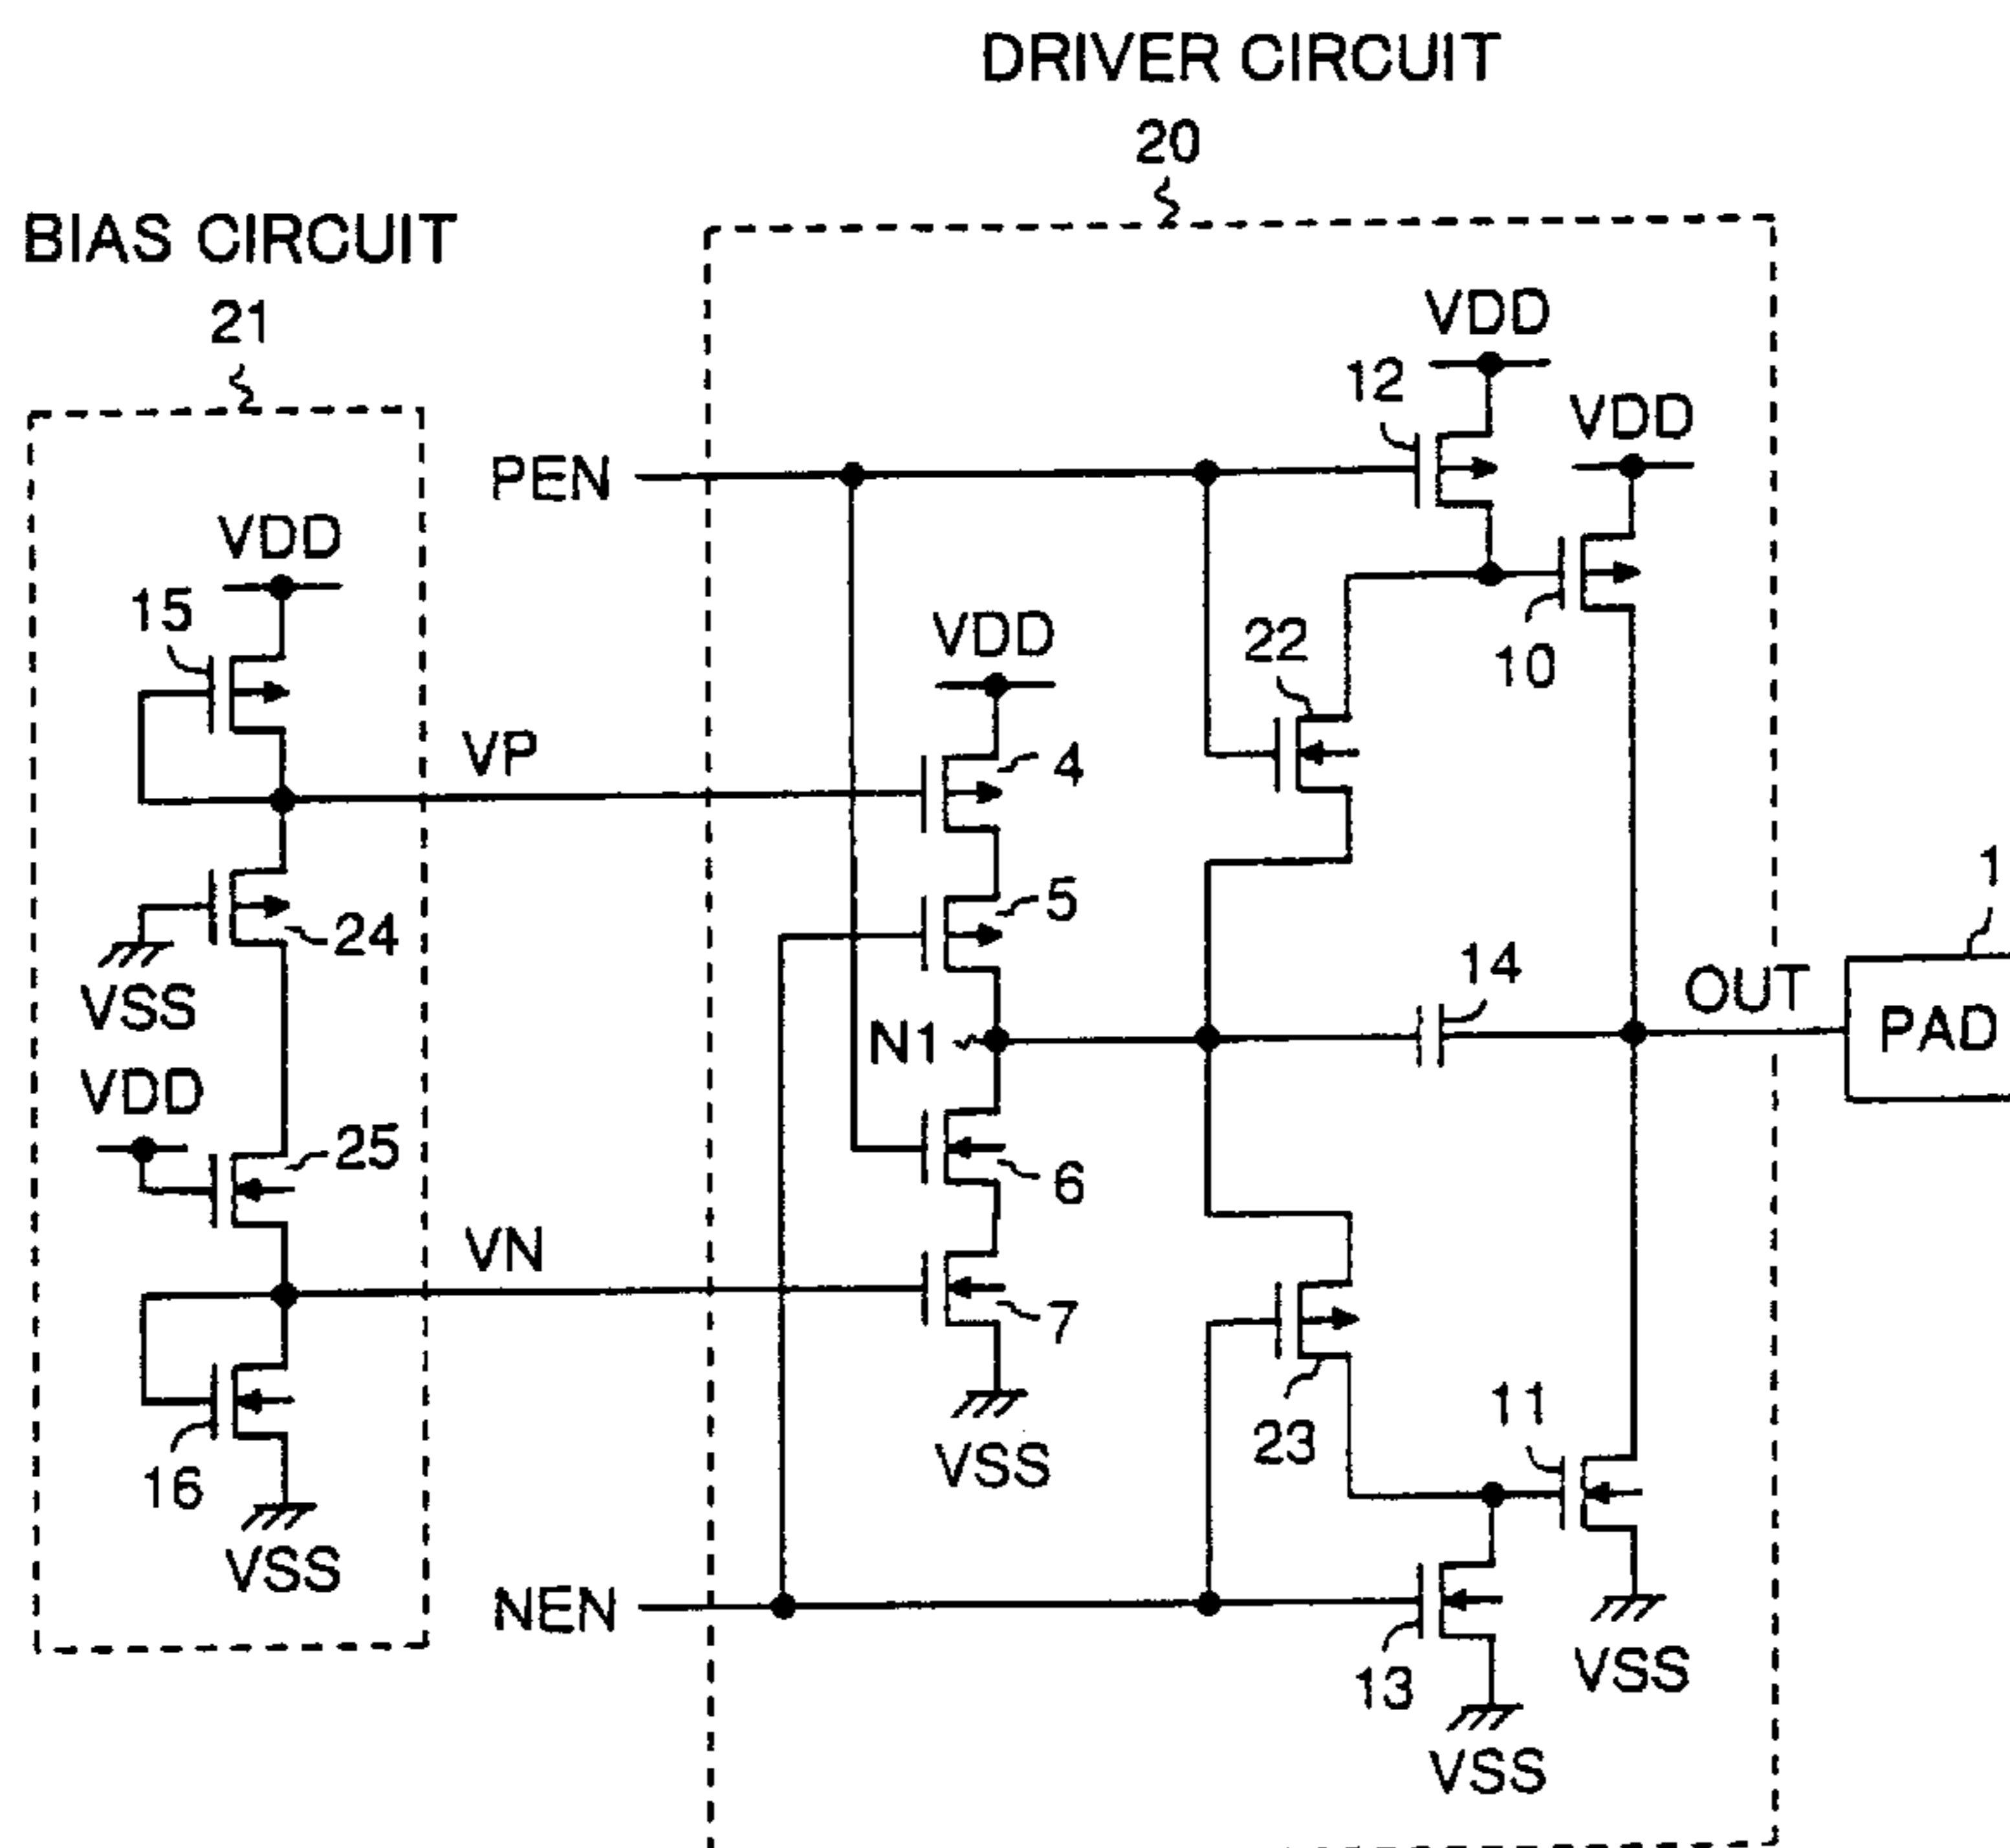 DRIVER CIRCUIT
20
BIAS CIRCUIT
21
VDD
12
VDD
PEN
VDD
15
VDD
22
10
VP
4
1
5
24
14
VSS
OUT
N1
PAD
VDD
25
6
VN
7
11
23
16
VSS
VSS
NEN
13
VSS
VSS